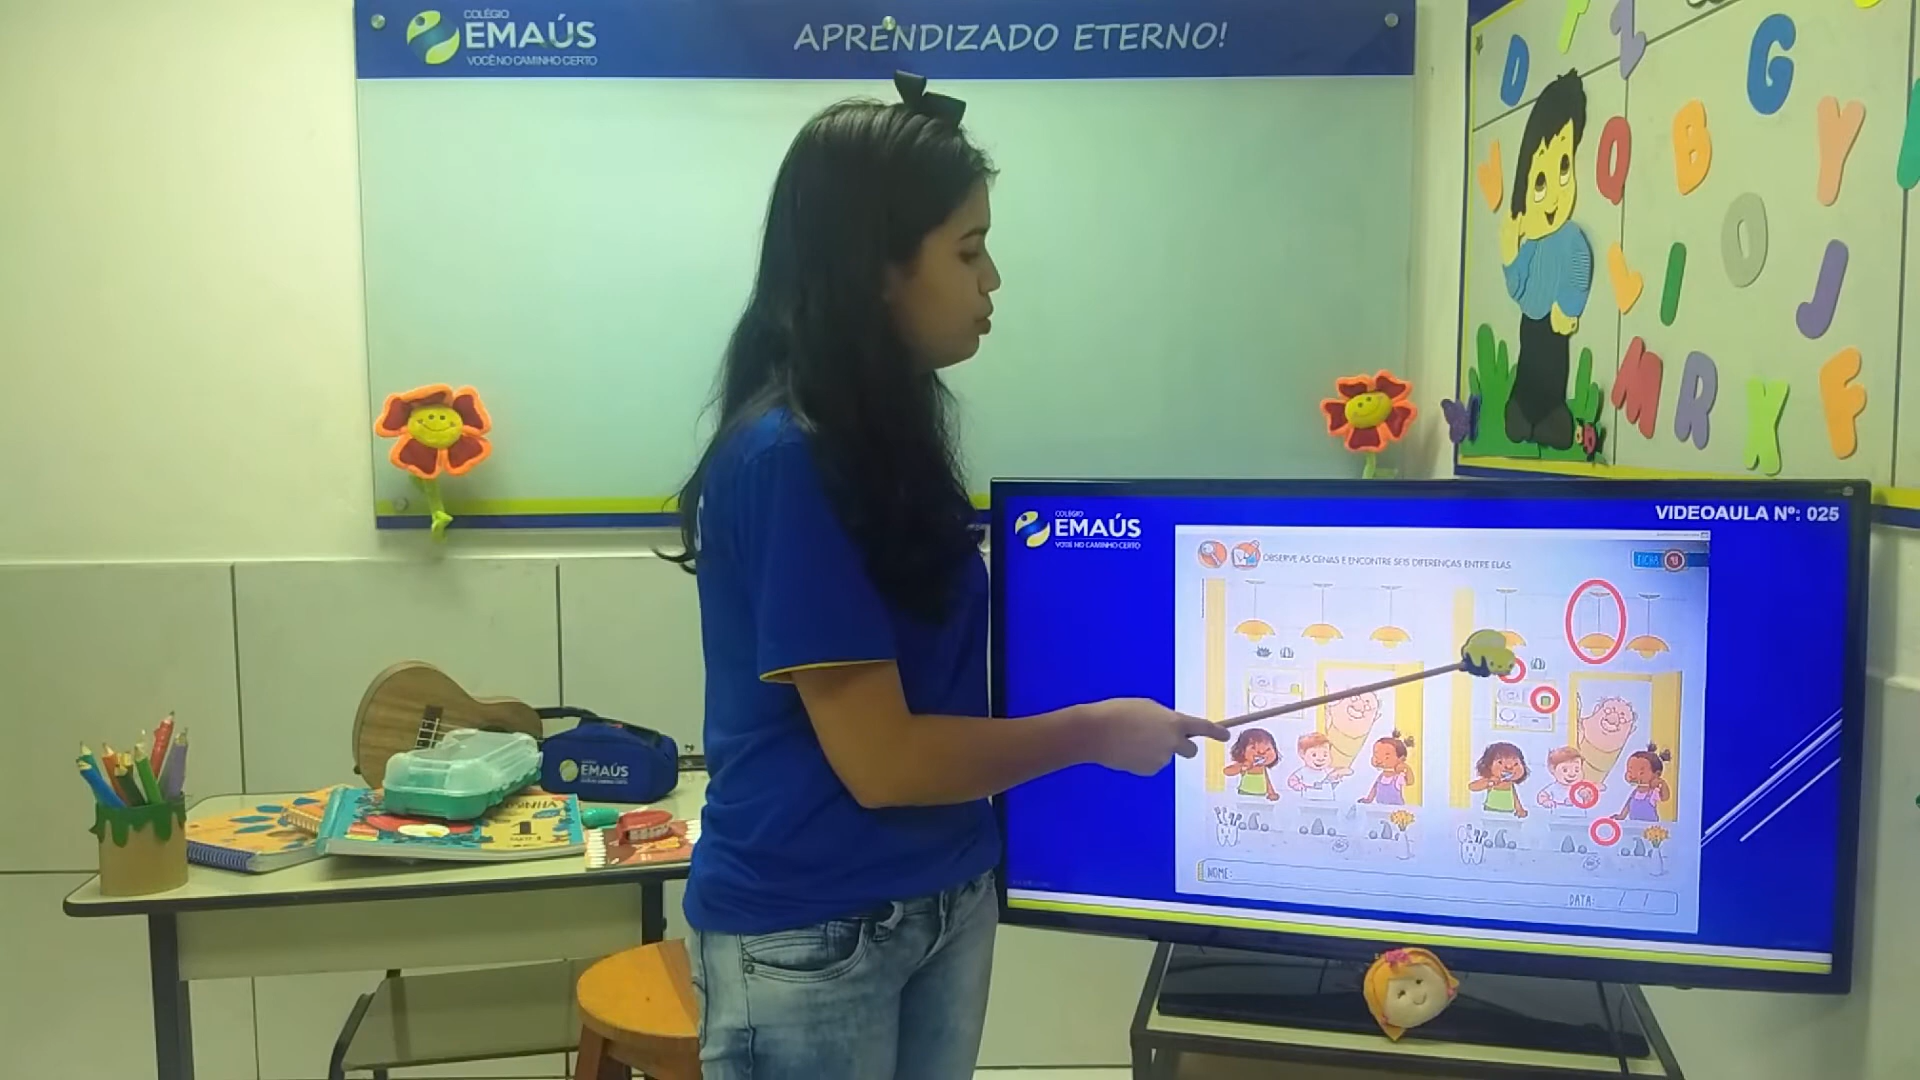 COLÉGIO
EMAÚS
VOCÊ NO CAMINHO CERTO
APRENDIZADO ETERNO!
D
G
V
Q
B
Y
L
I
O
J
M
R
X
F
COLÉGIO
EMAÚS
VOCÊ NO CAMINHO CERTO
VIDEOAULA Nº: 025
OBSERVE AS CENAS E ENCONTRE SEIS DIFERENÇAS ENTRE ELAS.
FICHA
NOME:
DATA: / /
EMAÚS